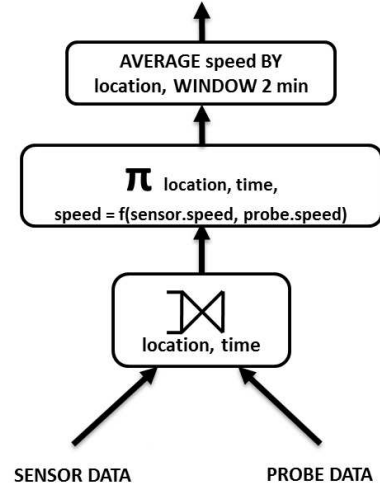 AVERAGE speed BY
location, WINDOW 2 min
π location, time,
speed = f(sensor.speed, probe.speed)
location, time
SENSOR DATA PROBE DATA